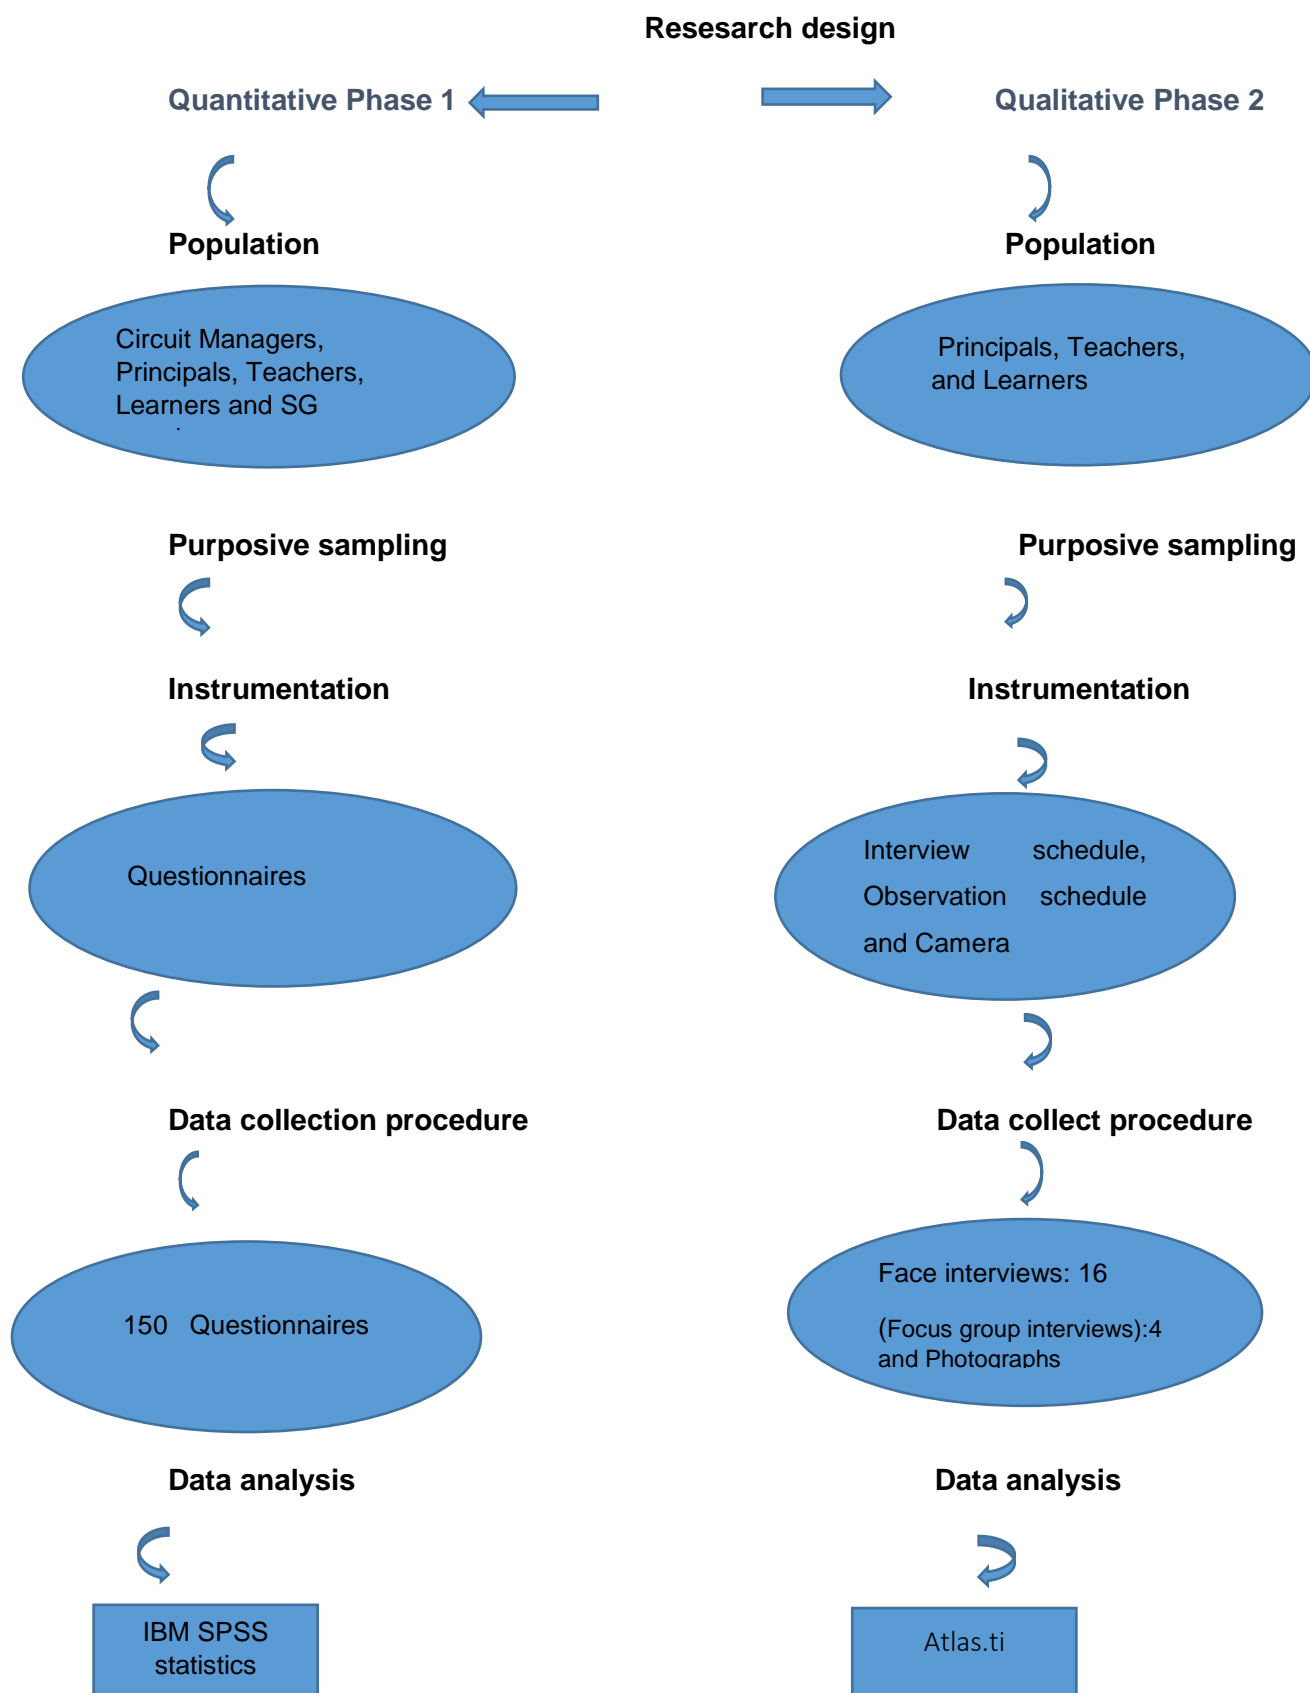 Resesarch design
Quantitative Phase 1
Qualitative Phase 2
Population
Population
Circuit Managers,
Principals, Teachers,
Learners and SG
Principals, Teachers,
and Learners
Purposive sampling
Purposive sampling
Instrumentation
Instrumentation
Questionnaires
Interview schedule,
Observation schedule
and Camera
Data collection procedure
Data collect procedure
150 Questionnaires
Face interviews: 16
(Focus group interviews):4
and Photographs
Data analysis
Data analysis
IBM SPSS
statistics
Atlas.ti